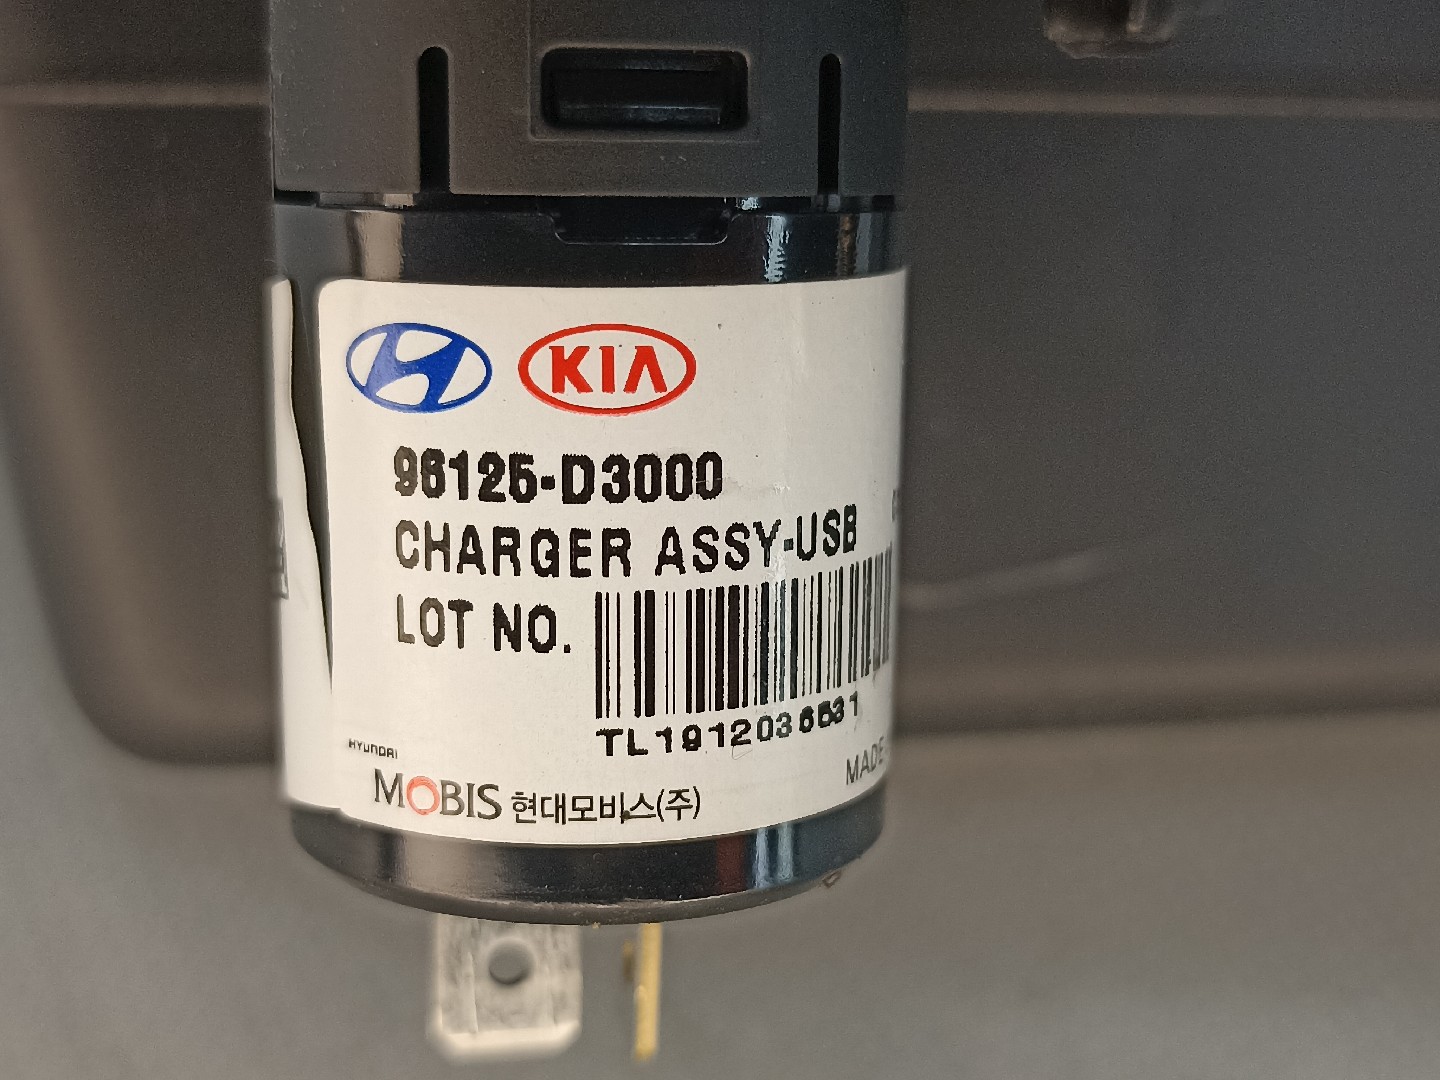 KIA
96125-D3000
CHARGER ASSY-USB
LOT NO.
TL1912036531
HYUNDAI
MOBIS 현대모비스(주)
MADE